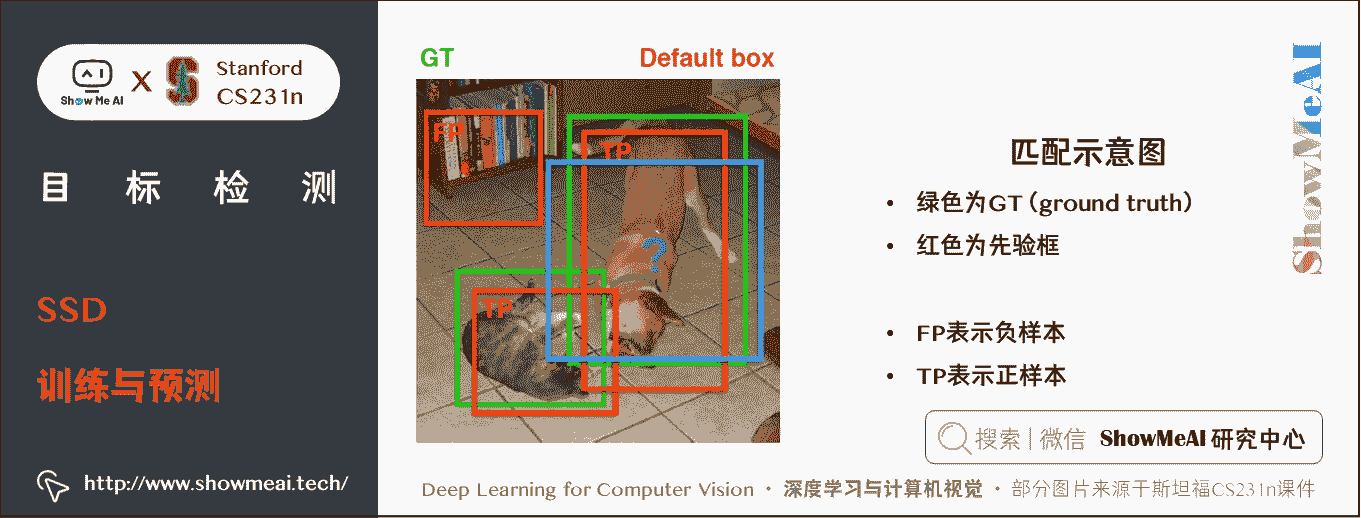 Show Me AI
X
S
Stanford
CS231n
目 标 检 测
SSD
训练与预测
http://www.showmeai.tech/
GT
Default box
FP
TP
?
TP
匹配示意图
• 绿色为GT（ground truth）
• 红色为先验框
• FP表示负样本
• TP表示正样本
搜索 | 微信 ShowMeAI 研究中心
Deep Learning for Computer Vision · 深度学习与计算机视觉 · 部分图片来源于斯坦福CS231n课件
ShowMeAI